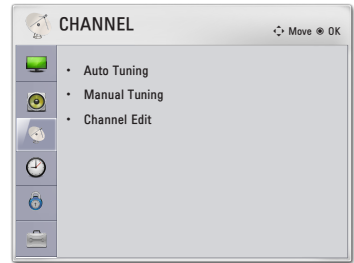 CHANNEL
Move OK
• Auto Tuning
• Manual Tuning
• Channel Edit